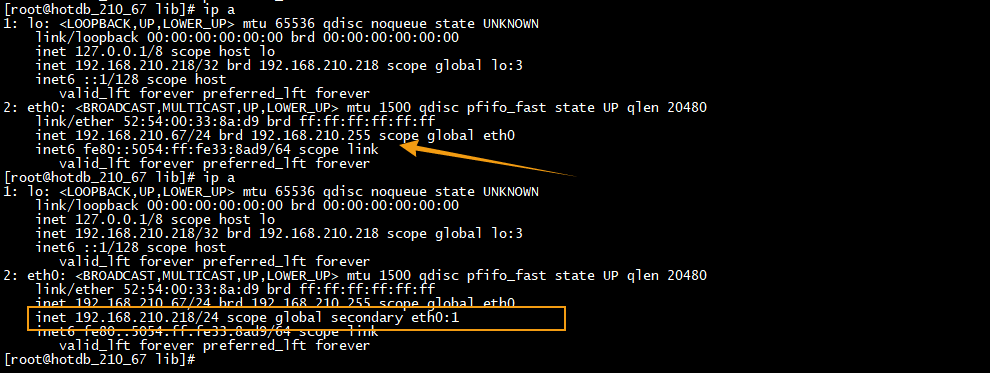 [root@hotdb_210_67 lib]# ip a
1: lo: <LOOPBACK,UP,LOWER_UP> mtu 65536 qdisc noqueue state UNKNOWN
    link/loopback 00:00:00:00:00:00 brd 00:00:00:00:00:00
    inet 127.0.0.1/8 scope host lo
    inet 192.168.210.218/32 brd 192.168.210.218 scope global lo:3
    inet6 ::1/128 scope host
       valid_lft forever preferred_lft forever
2: eth0: <BROADCAST,MULTICAST,UP,LOWER_UP> mtu 1500 qdisc pfifo_fast state UP qlen 20480
    link/ether 52:54:00:33:8a:d9 brd ff:ff:ff:ff:ff:ff
    inet 192.168.210.67/24 brd 192.168.210.255 scope global eth0
    inet6 fe80::5054:ff:fe33:8ad9/64 scope link
       valid_lft forever preferred_lft forever
[root@hotdb_210_67 lib]# ip a
1: lo: <LOOPBACK,UP,LOWER_UP> mtu 65536 qdisc noqueue state UNKNOWN
    link/loopback 00:00:00:00:00:00 brd 00:00:00:00:00:00
    inet 127.0.0.1/8 scope host lo
    inet 192.168.210.218/32 brd 192.168.210.218 scope global lo:3
    inet6 ::1/128 scope host
       valid_lft forever preferred_lft forever
2: eth0: <BROADCAST,MULTICAST,UP,LOWER_UP> mtu 1500 qdisc pfifo_fast state UP qlen 20480
    link/ether 52:54:00:33:8a:d9 brd ff:ff:ff:ff:ff:ff
    inet 192.168.210.67/24 brd 192.168.210.255 scope global eth0
    inet 192.168.210.218/24 scope global secondary eth0:1
    inet6 fe80::5054:ff:fe33:8ad9/64 scope link
       valid_lft forever preferred_lft forever
[root@hotdb_210_67 lib]#